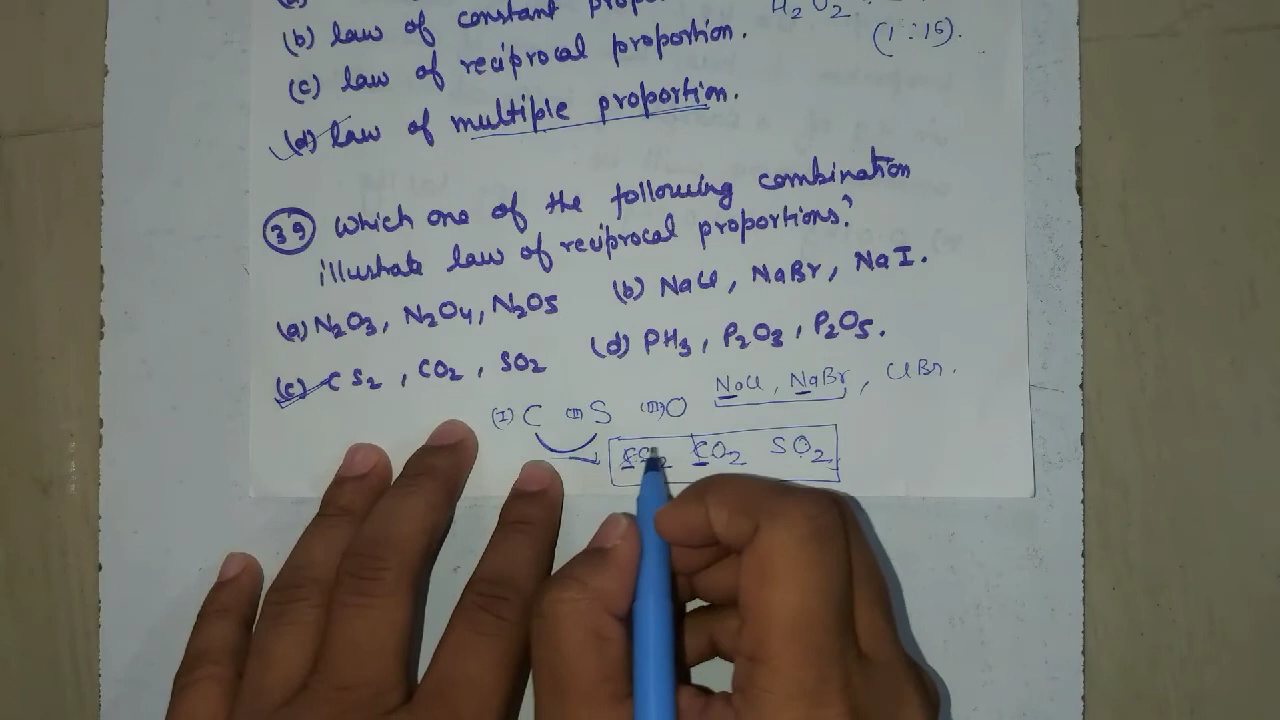 (b) law of constant
H2O2
(c) law of reciprocal proportion.
(1:16).
(d) law of multiple proportion.
(39) Which one of the following combination
illustrate law of reciprocal proportions?
(a) N2O3, N2O4, N2O5 (b) NaCl, NaBr, NaI.
(c) CS2, CO2, SO2 (d) PH3, P2O3, P2O5.
NaCl, NaBr, ClBr.
(I) C (II) S (III) O
CO2 SO2